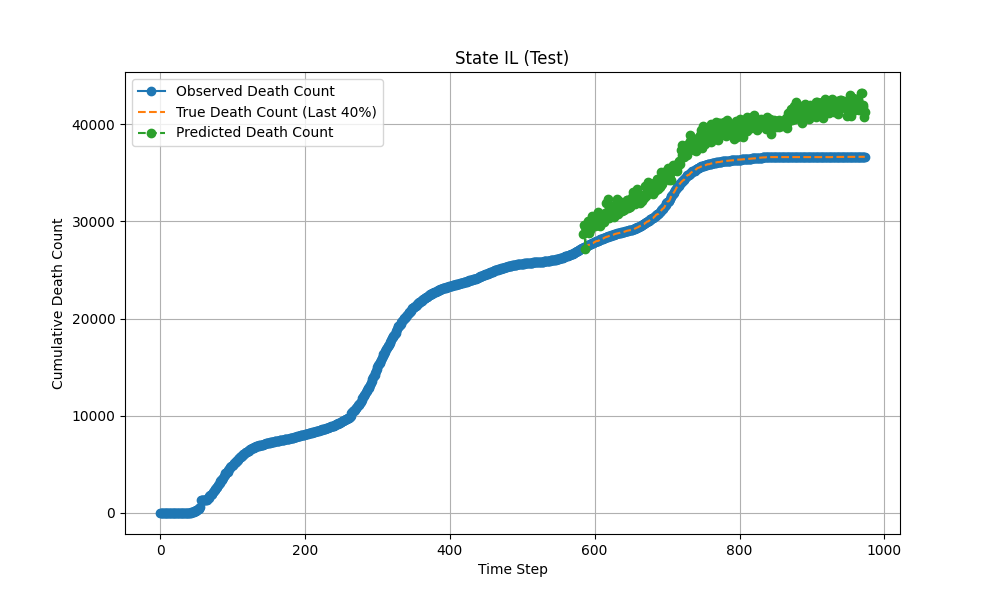 State IL (Test)
Observed Death Count
True Death Count (Last 40%)
Predicted Death Count
Cumulative Death Count
40000
30000
20000
10000
0
0 200 400 600 800 1000
Time Step